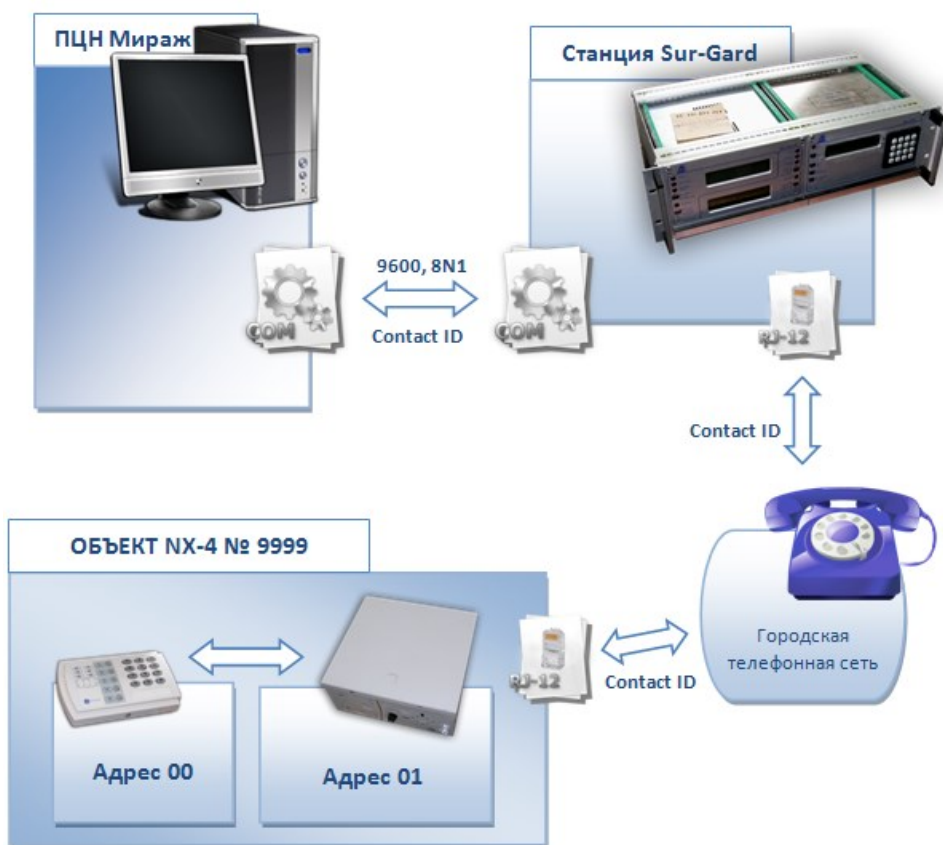 ПЦН Мираж
Станция Sur-Gard
9600, 8N1
COM
COM
Contact ID
RJ-12
Contact ID
ОБЪЕКТ NX-4 № 9999
Городская
телефонная сеть
RJ-12
Contact ID
Адрес 00
Адрес 01